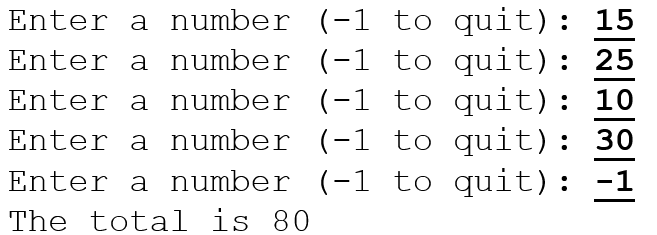 Enter a number (-1 to quit): 15
Enter a number (-1 to quit): 25
Enter a number (-1 to quit): 10
Enter a number (-1 to quit): 30
Enter a number (-1 to quit): -1
The total is 80